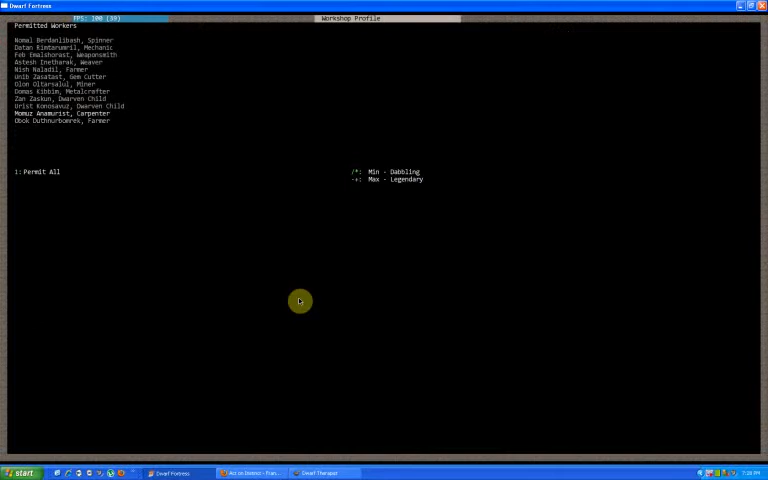 Dwarf Fortress
FPS: 100 (39)
Workshop Profile
Permitted Workers
Nomal Berdanlibash, Spinner
Datan Rimtarumril, Mechanic
Feb Emalshorast, Weaponsmith
Astesh Inetharak, Weaver
Nish Naladil, Farmer
Unib Zasatast, Gem Cutter
Olon Oltarsalul, Miner
Domas Kibbim, Metalcrafter
Zan Zaskun, Dwarven Child
Urist Konosavuz, Dwarven Child
Momuz Anamurist, Carpenter
Obok Duthnurbomrek, Farmer
1: Permit All
/*: Min - Dabbling
-+: Max - Legendary
start
Dwarf Fortress
Dwarf Therapist
7:28 PM